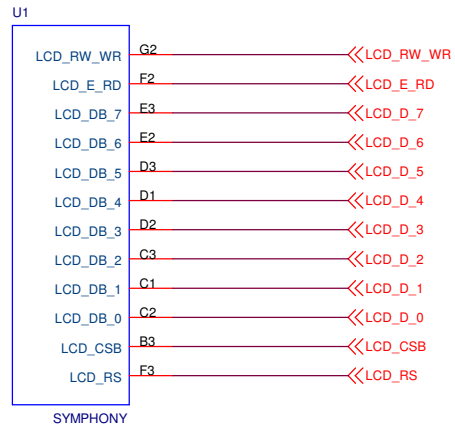 U1
LCD_RW_WR G2 LCD_RW_WR
LCD_E_RD F2 LCD_E_RD
LCD_DB_7 E3 LCD_D_7
LCD_DB_6 E2 LCD_D_6
LCD_DB_5 D3 LCD_D_5
LCD_DB_4 D1 LCD_D_4
LCD_DB_3 D2 LCD_D_3
LCD_DB_2 C3 LCD_D_2
LCD_DB_1 C1 LCD_D_1
LCD_DB_0 C2 LCD_D_0
LCD_CSB B3 LCD_CSB
LCD_RS F3 LCD_RS
SYMPHONY